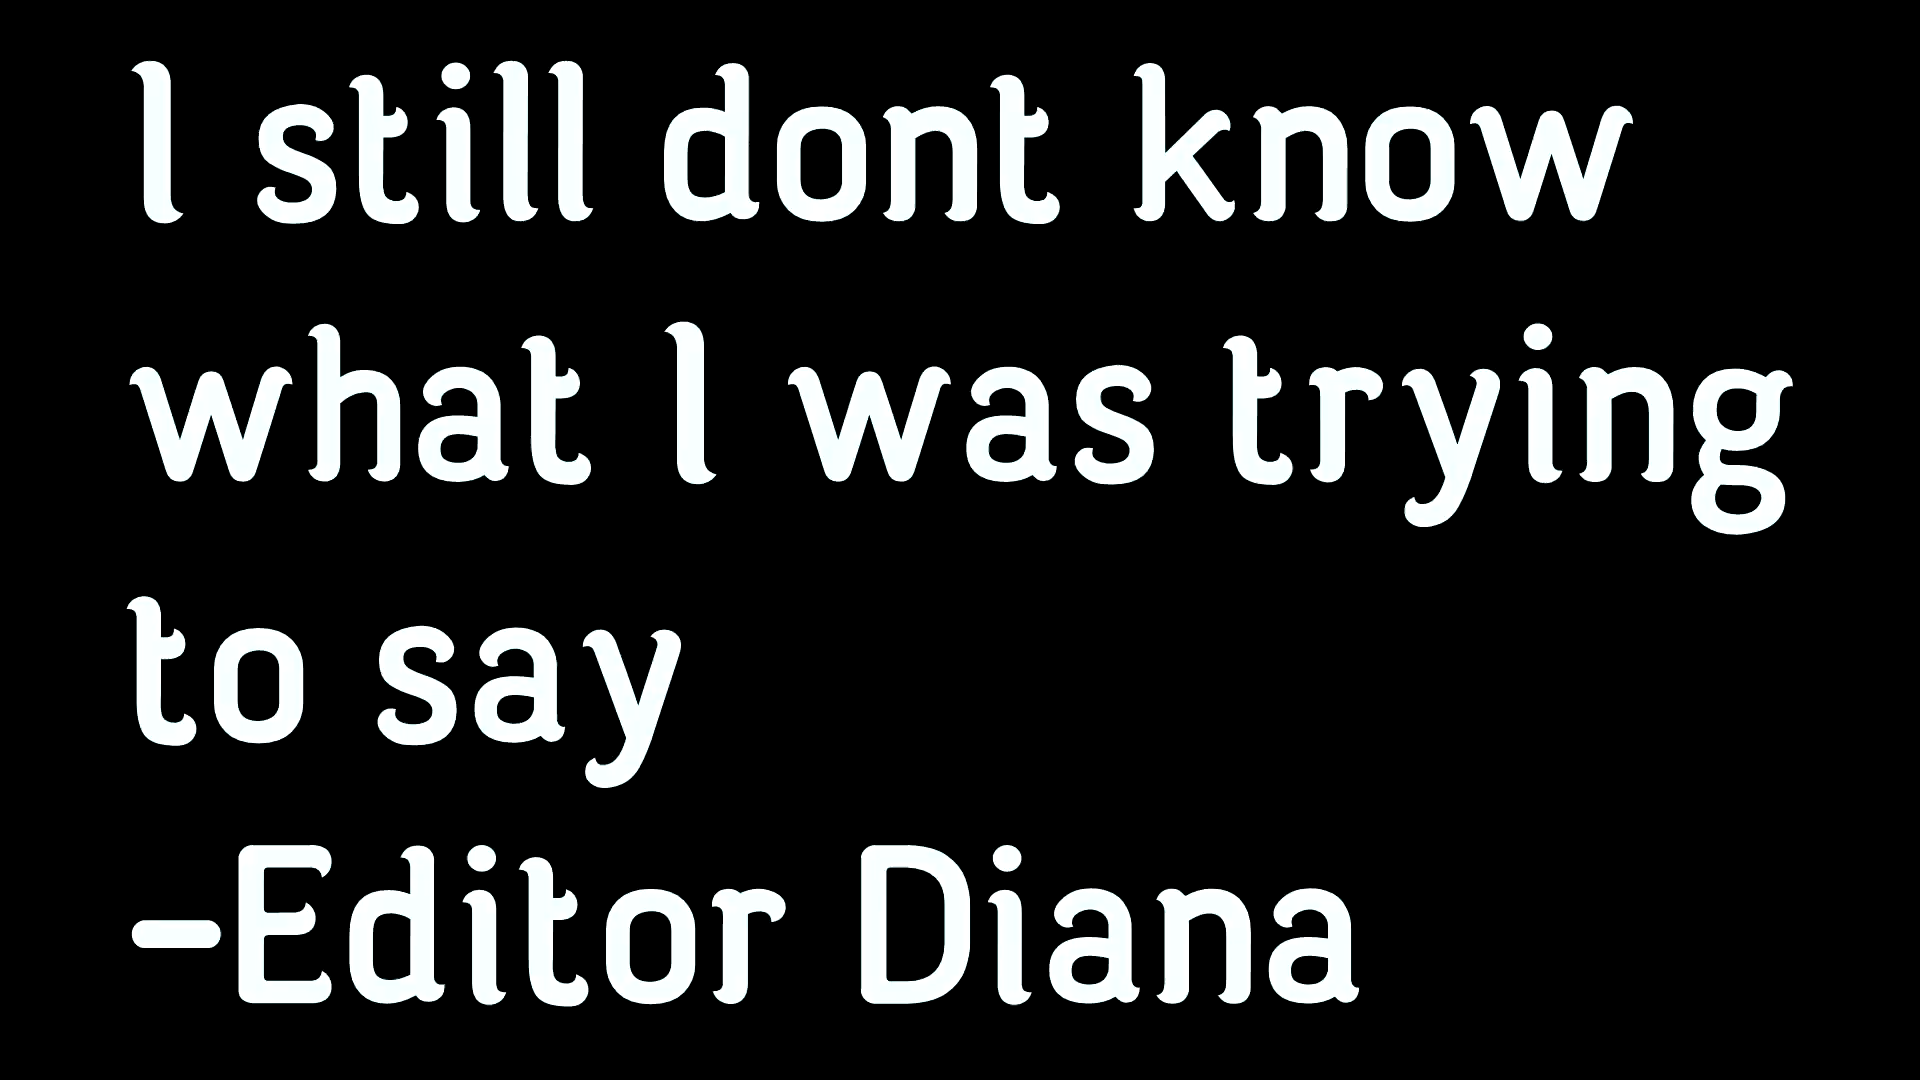 I still dont know
what I was trying
to say
-Editor Diana